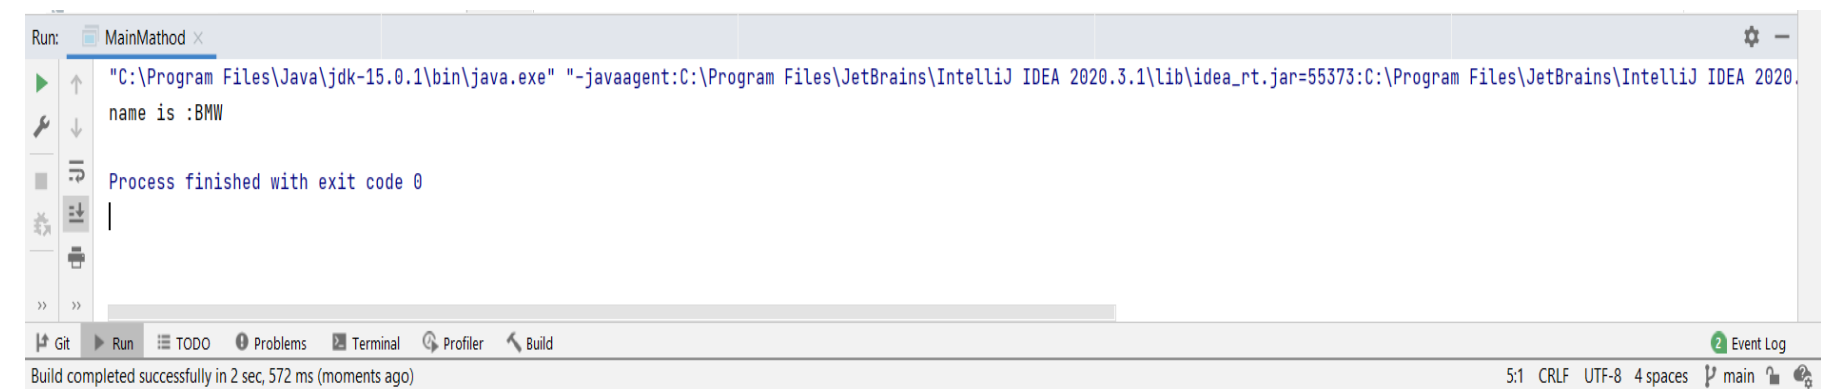 Run: MainMathod
"C:\Program Files\Java\jdk-15.0.1\bin\java.exe" "-javaagent:C:\Program Files\JetBrains\IntelliJ IDEA 2020.3.1\lib\idea_rt.jar=55373:C:\Program Files\JetBrains\IntelliJ IDEA 2020.
name is :BMW
Process finished with exit code 0
Git Run TODO Problems Terminal Profiler Build 2 Event Log
Build completed successfully in 2 sec, 572 ms (moments ago) 5:1 CRLF UTF-8 4 spaces main